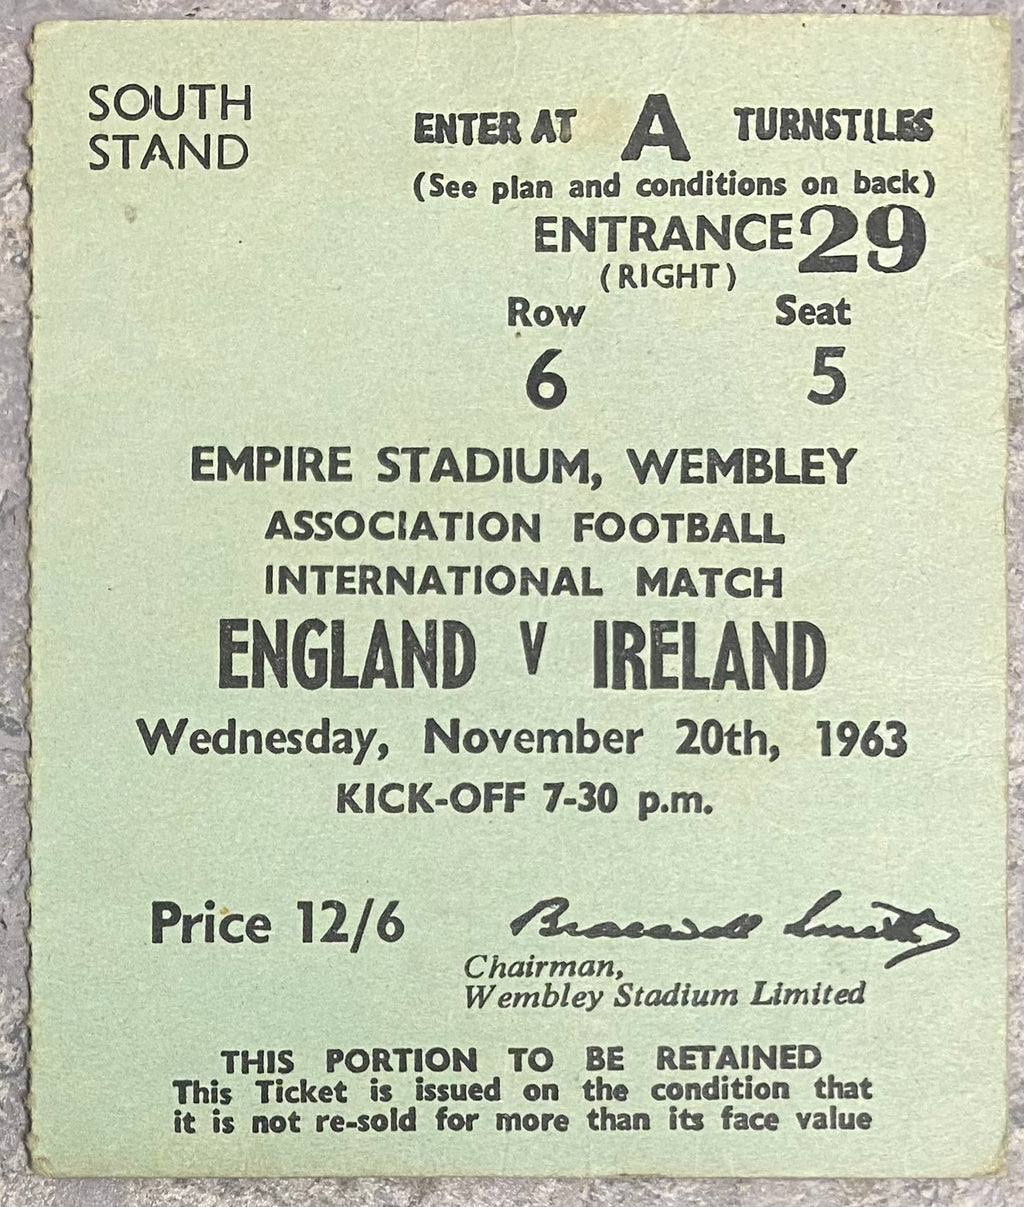 SOUTH
STAND
ENTER AT A TURNSTILES
(See plan and conditions on back)
ENTRANCE 29
(RIGHT)
Row Seat
6 5
EMPIRE STADIUM, WEMBLEY
ASSOCIATION FOOTBALL
INTERNATIONAL MATCH
ENGLAND V IRELAND
Wednesday, November 20th, 1963
KICK-OFF 7-30 p.m.
Price 12/6
Bracewell Smith
Chairman,
Wembley Stadium Limited
THIS PORTION TO BE RETAINED
This Ticket is issued on the condition that
it is not re-sold for more than its face value